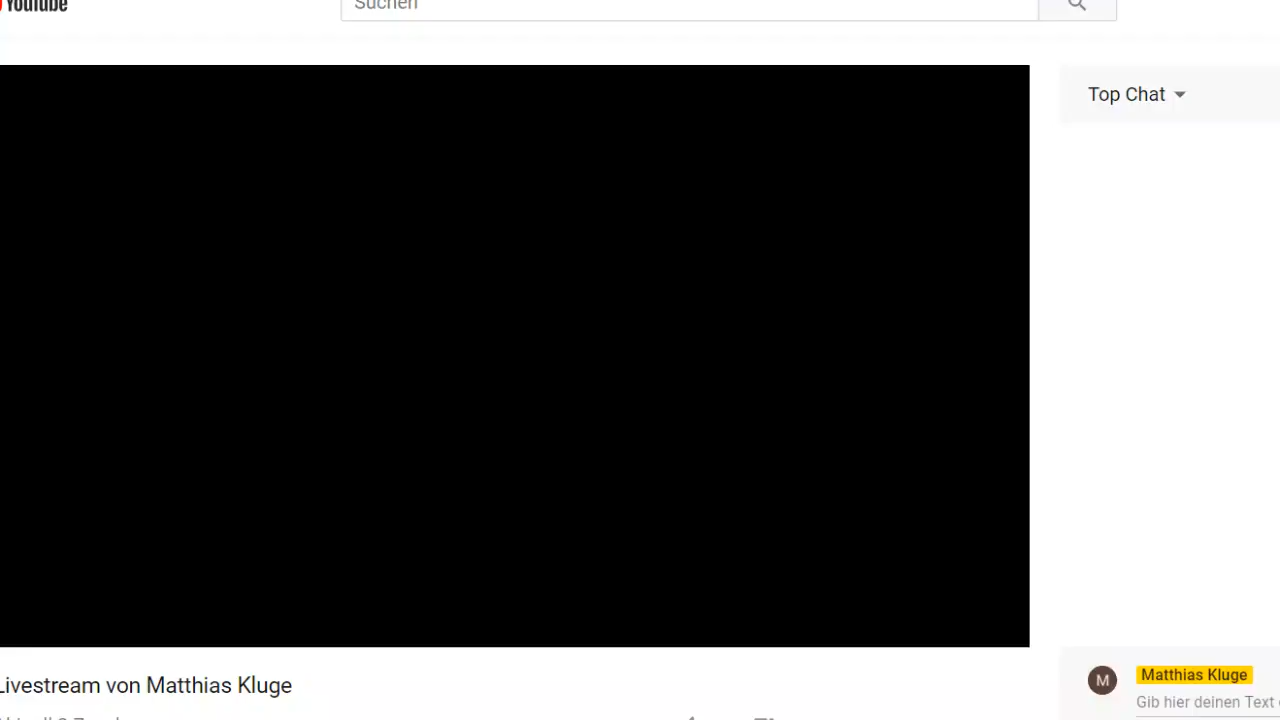 YouTube
Suchen
Top Chat
Livestream von Matthias Kluge
M
Matthias Kluge
Gib hier deinen Text